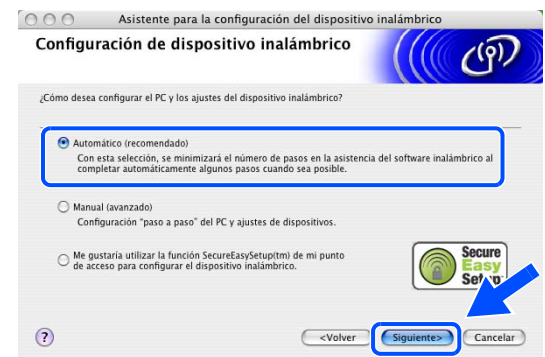 Asistente para la configuración del dispositivo inalámbrico
Configuración de dispositivo inalámbrico
¿Cómo desea configurar el PC y los ajustes del dispositivo inalámbrico?
Automático (recomendado)
Con esta selección, se minimizará el número de pasos en la asistencia del software inalámbrico al
completar automáticamente algunos pasos cuando sea posible.
Manual (avanzado)
Configuración "paso a paso" del PC y ajustes de dispositivos.
Me gustaría utilizar la función SecureEasySetup(tm) de mi punto
de acceso para configurar el dispositivo inalámbrico.
Secure
Easy
Setup
?
<Volver
Siguiente>
Cancelar